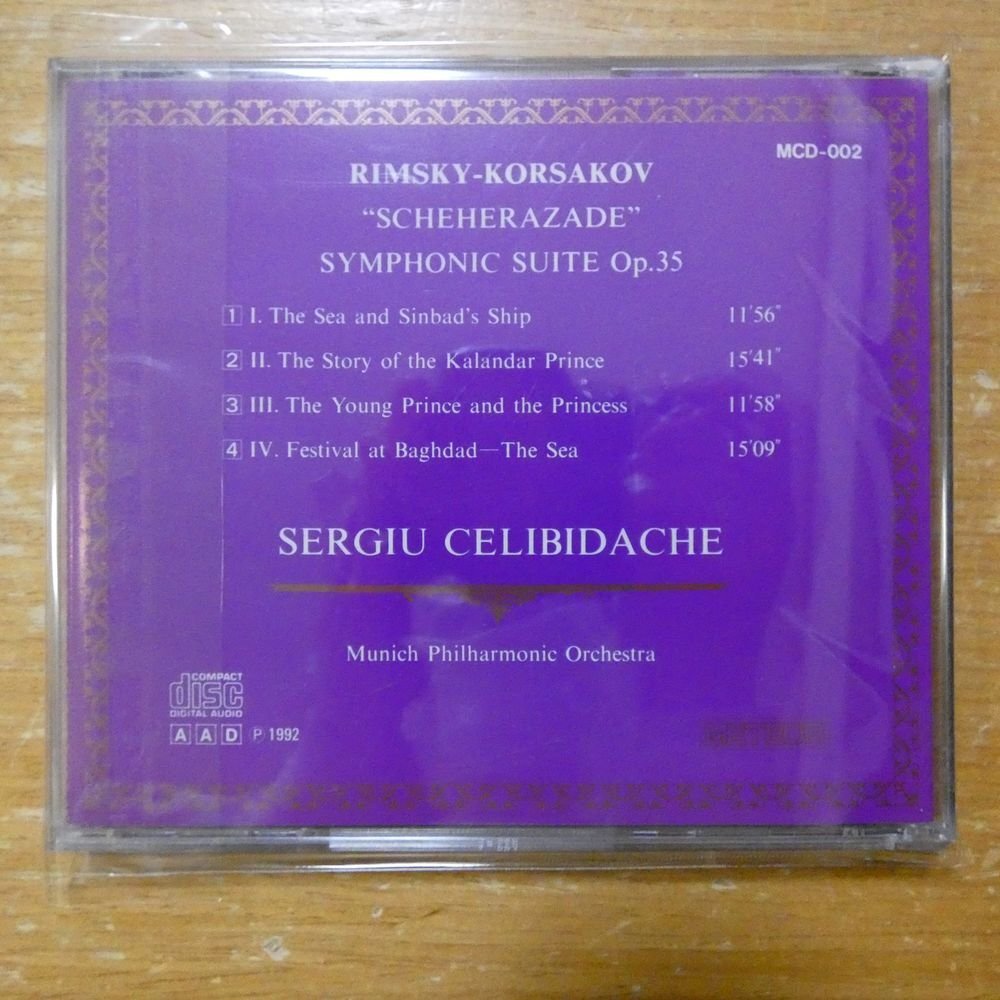 MCD-002
RIMSKY-KORSAKOV
“SCHEHERAZADE”
SYMPHONIC SUITE Op.35
1 I. The Sea and Sinbad's Ship 11'56"
2 II. The Story of the Kalandar Prince 15'41"
3 III. The Young Prince and the Princess 11'58"
4 IV. Festival at Baghdad—The Sea 15'09"
SERGIU CELIBIDACHE
Munich Philharmonic Orchestra
COMPACT
disc
DIGITAL AUDIO
A A D ℗ 1992